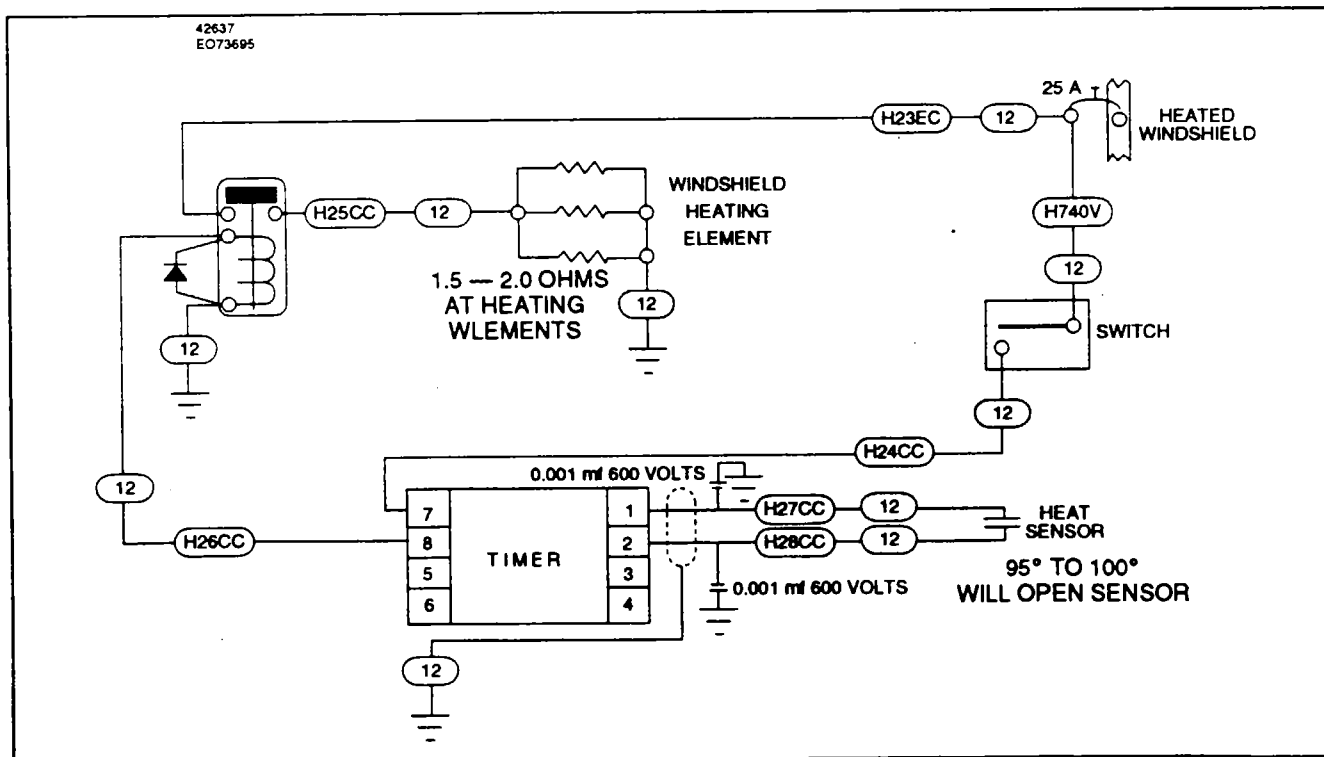 42637
EO73695
25 A
H23EC
12
HEATED
WINDSHIELD
H25CC
12
WINDSHIELD
HEATING
ELEMENT
H740V
12
1.5 — 2.0 OHMS
AT HEATING
WLEMENTS
12
12
SWITCH
12
H24CC
0.001 mf 600 VOLTS
12
H26CC
7
8
5
6
TIMER
1
2
3
4
H27CC
12
H28CC
12
HEAT
SENSOR
95° TO 100°
WILL OPEN SENSOR
0.001 mf 600 VOLTS
12